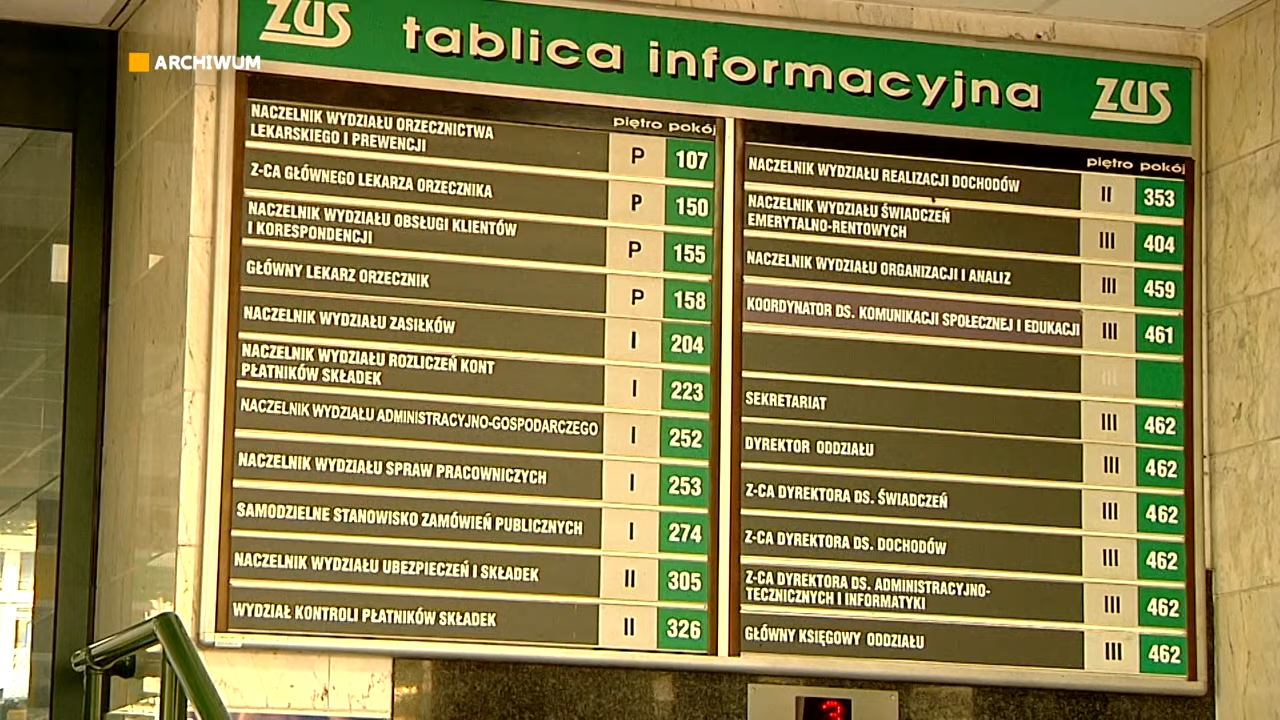 ARCHIWUM
ZUS tablica informacyjna ZUS
piętro pokój
NACZELNIK WYDZIAŁU ORZECZNICTWA
LEKARSKIEGO I PREWENCJI P 107
Z-CA GŁÓWNEGO LEKARZA ORZECZNIKA P 150
NACZELNIK WYDZIAŁU OBSŁUGI KLIENTÓW
I KORESPONDENCJI P 155
GŁÓWNY LEKARZ ORZECZNIK P 158
NACZELNIK WYDZIAŁU ZASIŁKÓW I 204
NACZELNIK WYDZIAŁU ROZLICZEŃ KONT
PŁATNIKÓW SKŁADEK I 223
NACZELNIK WYDZIAŁU ADMINISTRACYJNO-GOSPODARCZEGO I 252
NACZELNIK WYDZIAŁU SPRAW PRACOWNICZYCH I 253
SAMODZIELNE STANOWISKO ZAMÓWIEŃ PUBLICZNYCH I 274
NACZELNIK WYDZIAŁU UBEZPIECZEŃ I SKŁADEK II 305
WYDZIAŁ KONTROLI PŁATNIKÓW SKŁADEK II 326
piętro pokój
NACZELNIK WYDZIAŁU REALIZACJI DOCHODÓW II 353
NACZELNIK WYDZIAŁU ŚWIADCZEŃ
EMERYTALNO-RENTOWYCH III 404
NACZELNIK WYDZIAŁU ORGANIZACJI I ANALIZ III 459
KOORDYNATOR DS. KOMUNIKACJI SPOŁECZNEJ I EDUKACJI III 461
III
SEKRETARIAT III 462
DYREKTOR ODDZIAŁU III 462
Z-CA DYREKTORA DS. ŚWIADCZEŃ III 462
Z-CA DYREKTORA DS. DOCHODÓW III 462
Z-CA DYREKTORA DS. ADMINISTRACYJNO-
TECZNICZNYCH I INFORMATYKI III 462
GŁÓWNY KSIĘGOWY ODDZIAŁU III 462
3